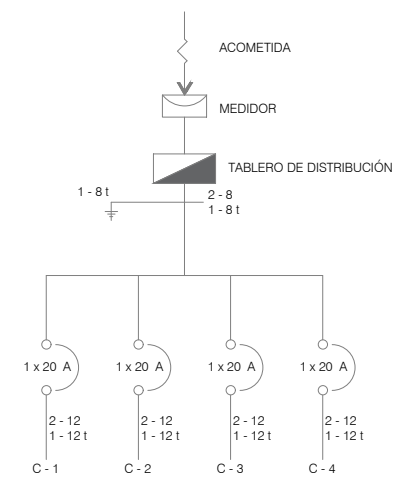 ACOMETIDA
MEDIDOR
TABLERO DE DISTRIBUCIÓN
1 - 8 t
2 - 8
1 - 8 t
1 x 20 A
1 x 20 A
1 x 20 A
1 x 20 A
2 - 12
1 - 12 t
2 - 12
1 - 12 t
2 - 12
1 - 12 t
2 - 12
1 - 12 t
C - 1
C - 2
C - 3
C - 4